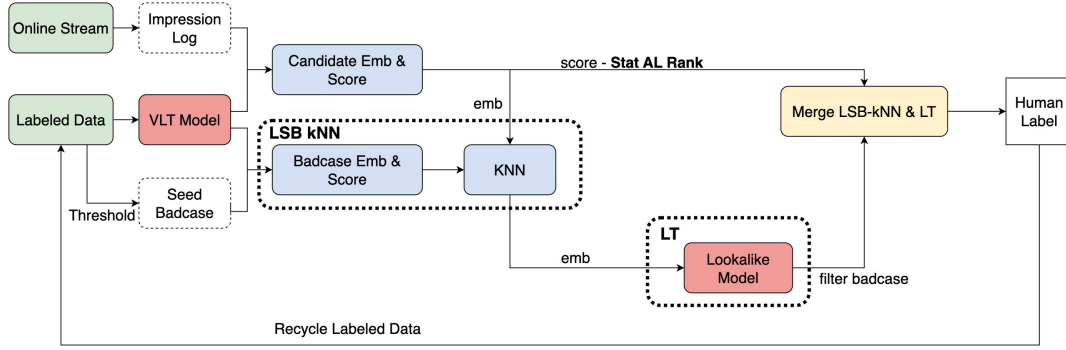 Online Stream
Impression
Log
Candidate Emb &
Score
score - Stat AL Rank
emb
Labeled Data
VLT Model
Merge LSB-kNN & LT
Human
Label
LSB kNN
Badcase Emb &
Score
KNN
Threshold
Seed
Badcase
LT
emb
Lookalike
Model
filter badcase
Recycle Labeled Data